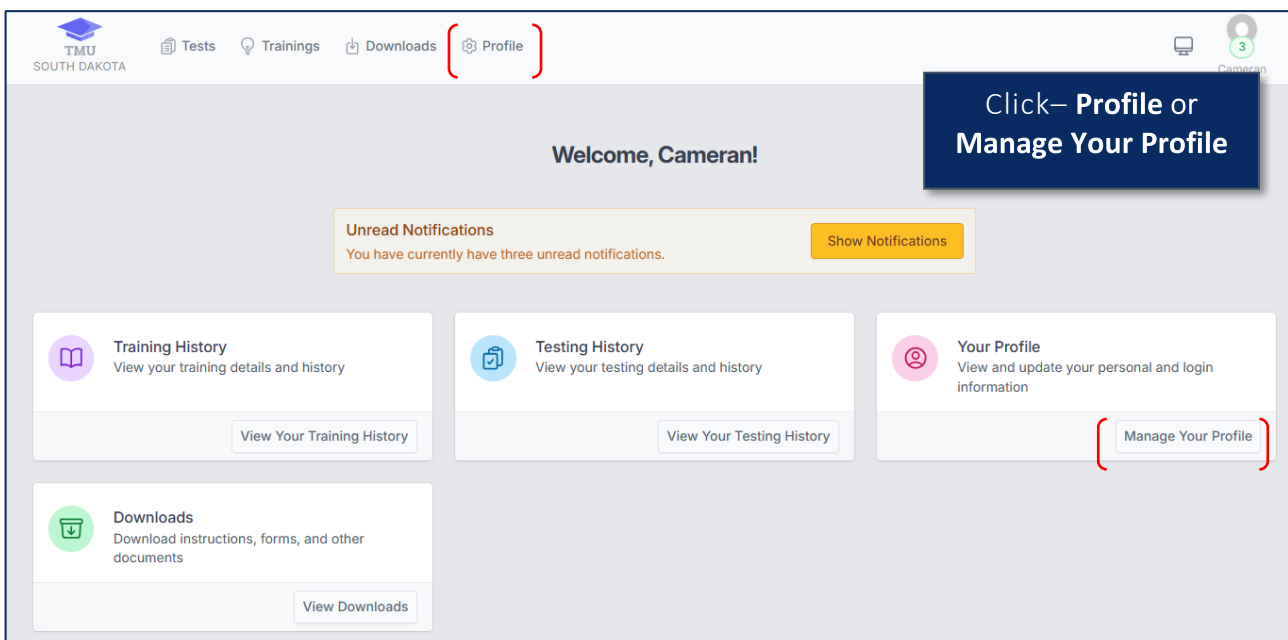 TMU
SOUTH DAKOTA
Tests
Trainings
Downloads
Profile
3
Cameran
Click– Profile or
Manage Your Profile
Welcome, Cameran!
Unread Notifications
You have currently have three unread notifications.
Show Notifications
Training History
View your training details and history
View Your Training History
Testing History
View your testing details and history
View Your Testing History
Your Profile
View and update your personal and login
information
Manage Your Profile
Downloads
Download instructions, forms, and other
documents
View Downloads